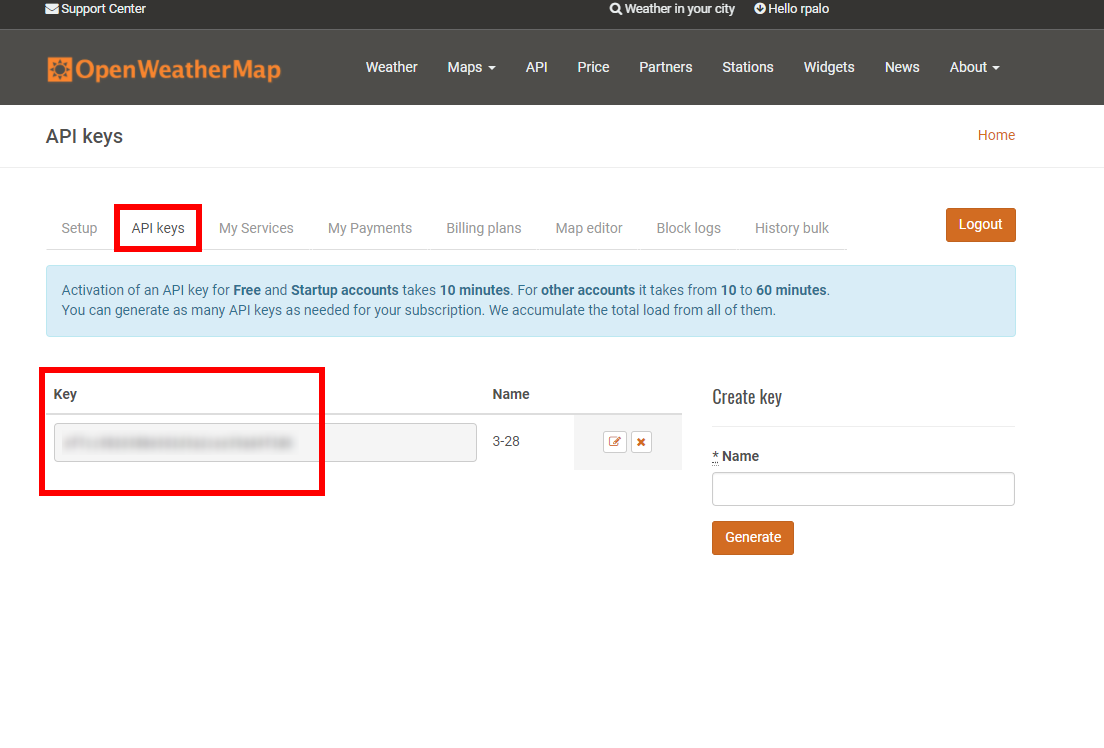 Support Center
Weather in your city
Hello rpalo
OpenWeatherMap
Weather Maps API Price Partners Stations Widgets News About
API keys
Home
Setup API keys My Services My Payments Billing plans Map editor Block logs History bulk
Logout
Activation of an API key for Free and Startup accounts takes 10 minutes. For other accounts it takes from 10 to 60 minutes.
You can generate as many API keys as needed for your subscription. We accumulate the total load from all of them.
Key Name
3-28
Create key
* Name
Generate